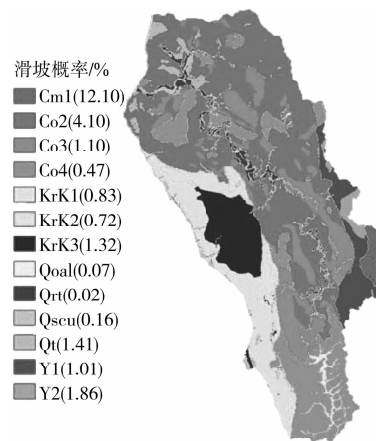 滑坡概率/%
Cm1(12.10)
Co2(4.10)
Co3(1.10)
Co4(0.47)
KrK1(0.83)
KrK2(0.72)
KrK3(1.32)
Qoal(0.07)
Qrt(0.02)
Qscu(0.16)
Qt(1.41)
Y1(1.01)
Y2(1.86)